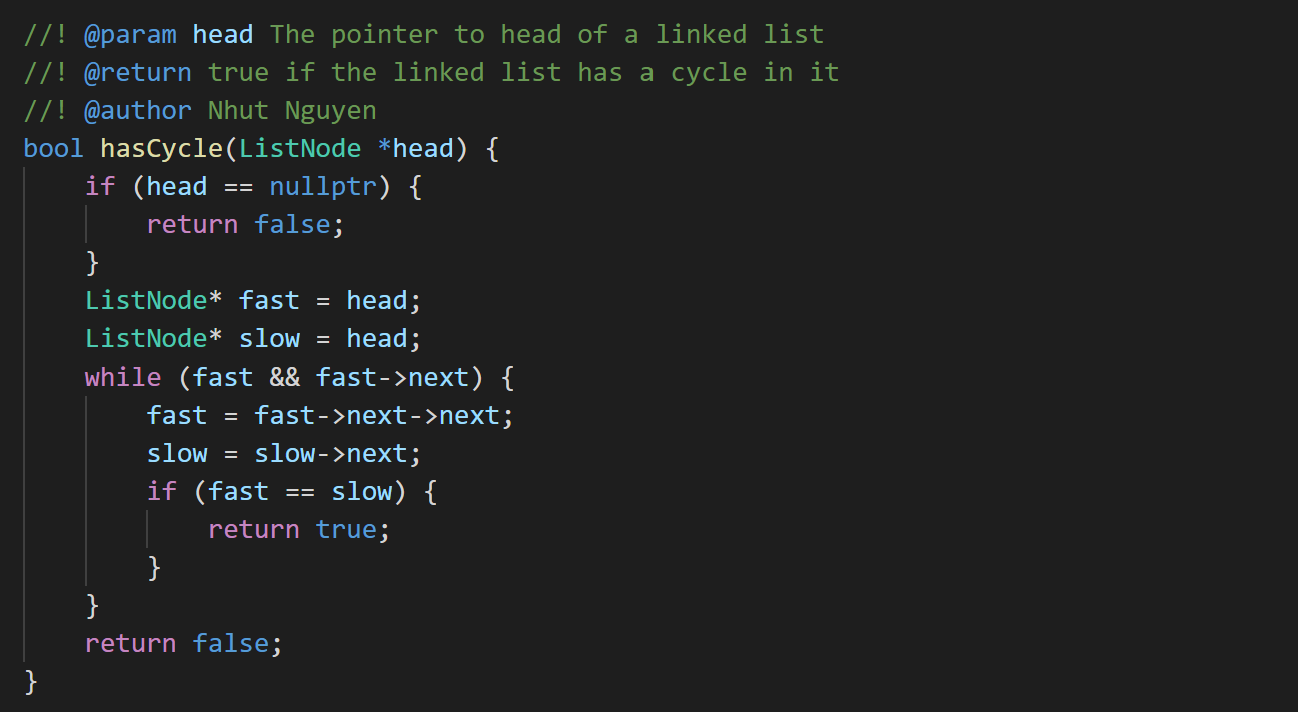 //! @param head The pointer to head of a linked list
//! @return true if the linked list has a cycle in it
//! @author Nhut Nguyen
bool hasCycle(ListNode *head) {
    if (head == nullptr) {
        return false;
    }
    ListNode* fast = head;
    ListNode* slow = head;
    while (fast && fast->next) {
        fast = fast->next->next;
        slow = slow->next;
        if (fast == slow) {
            return true;
        }
    }
    return false;
}